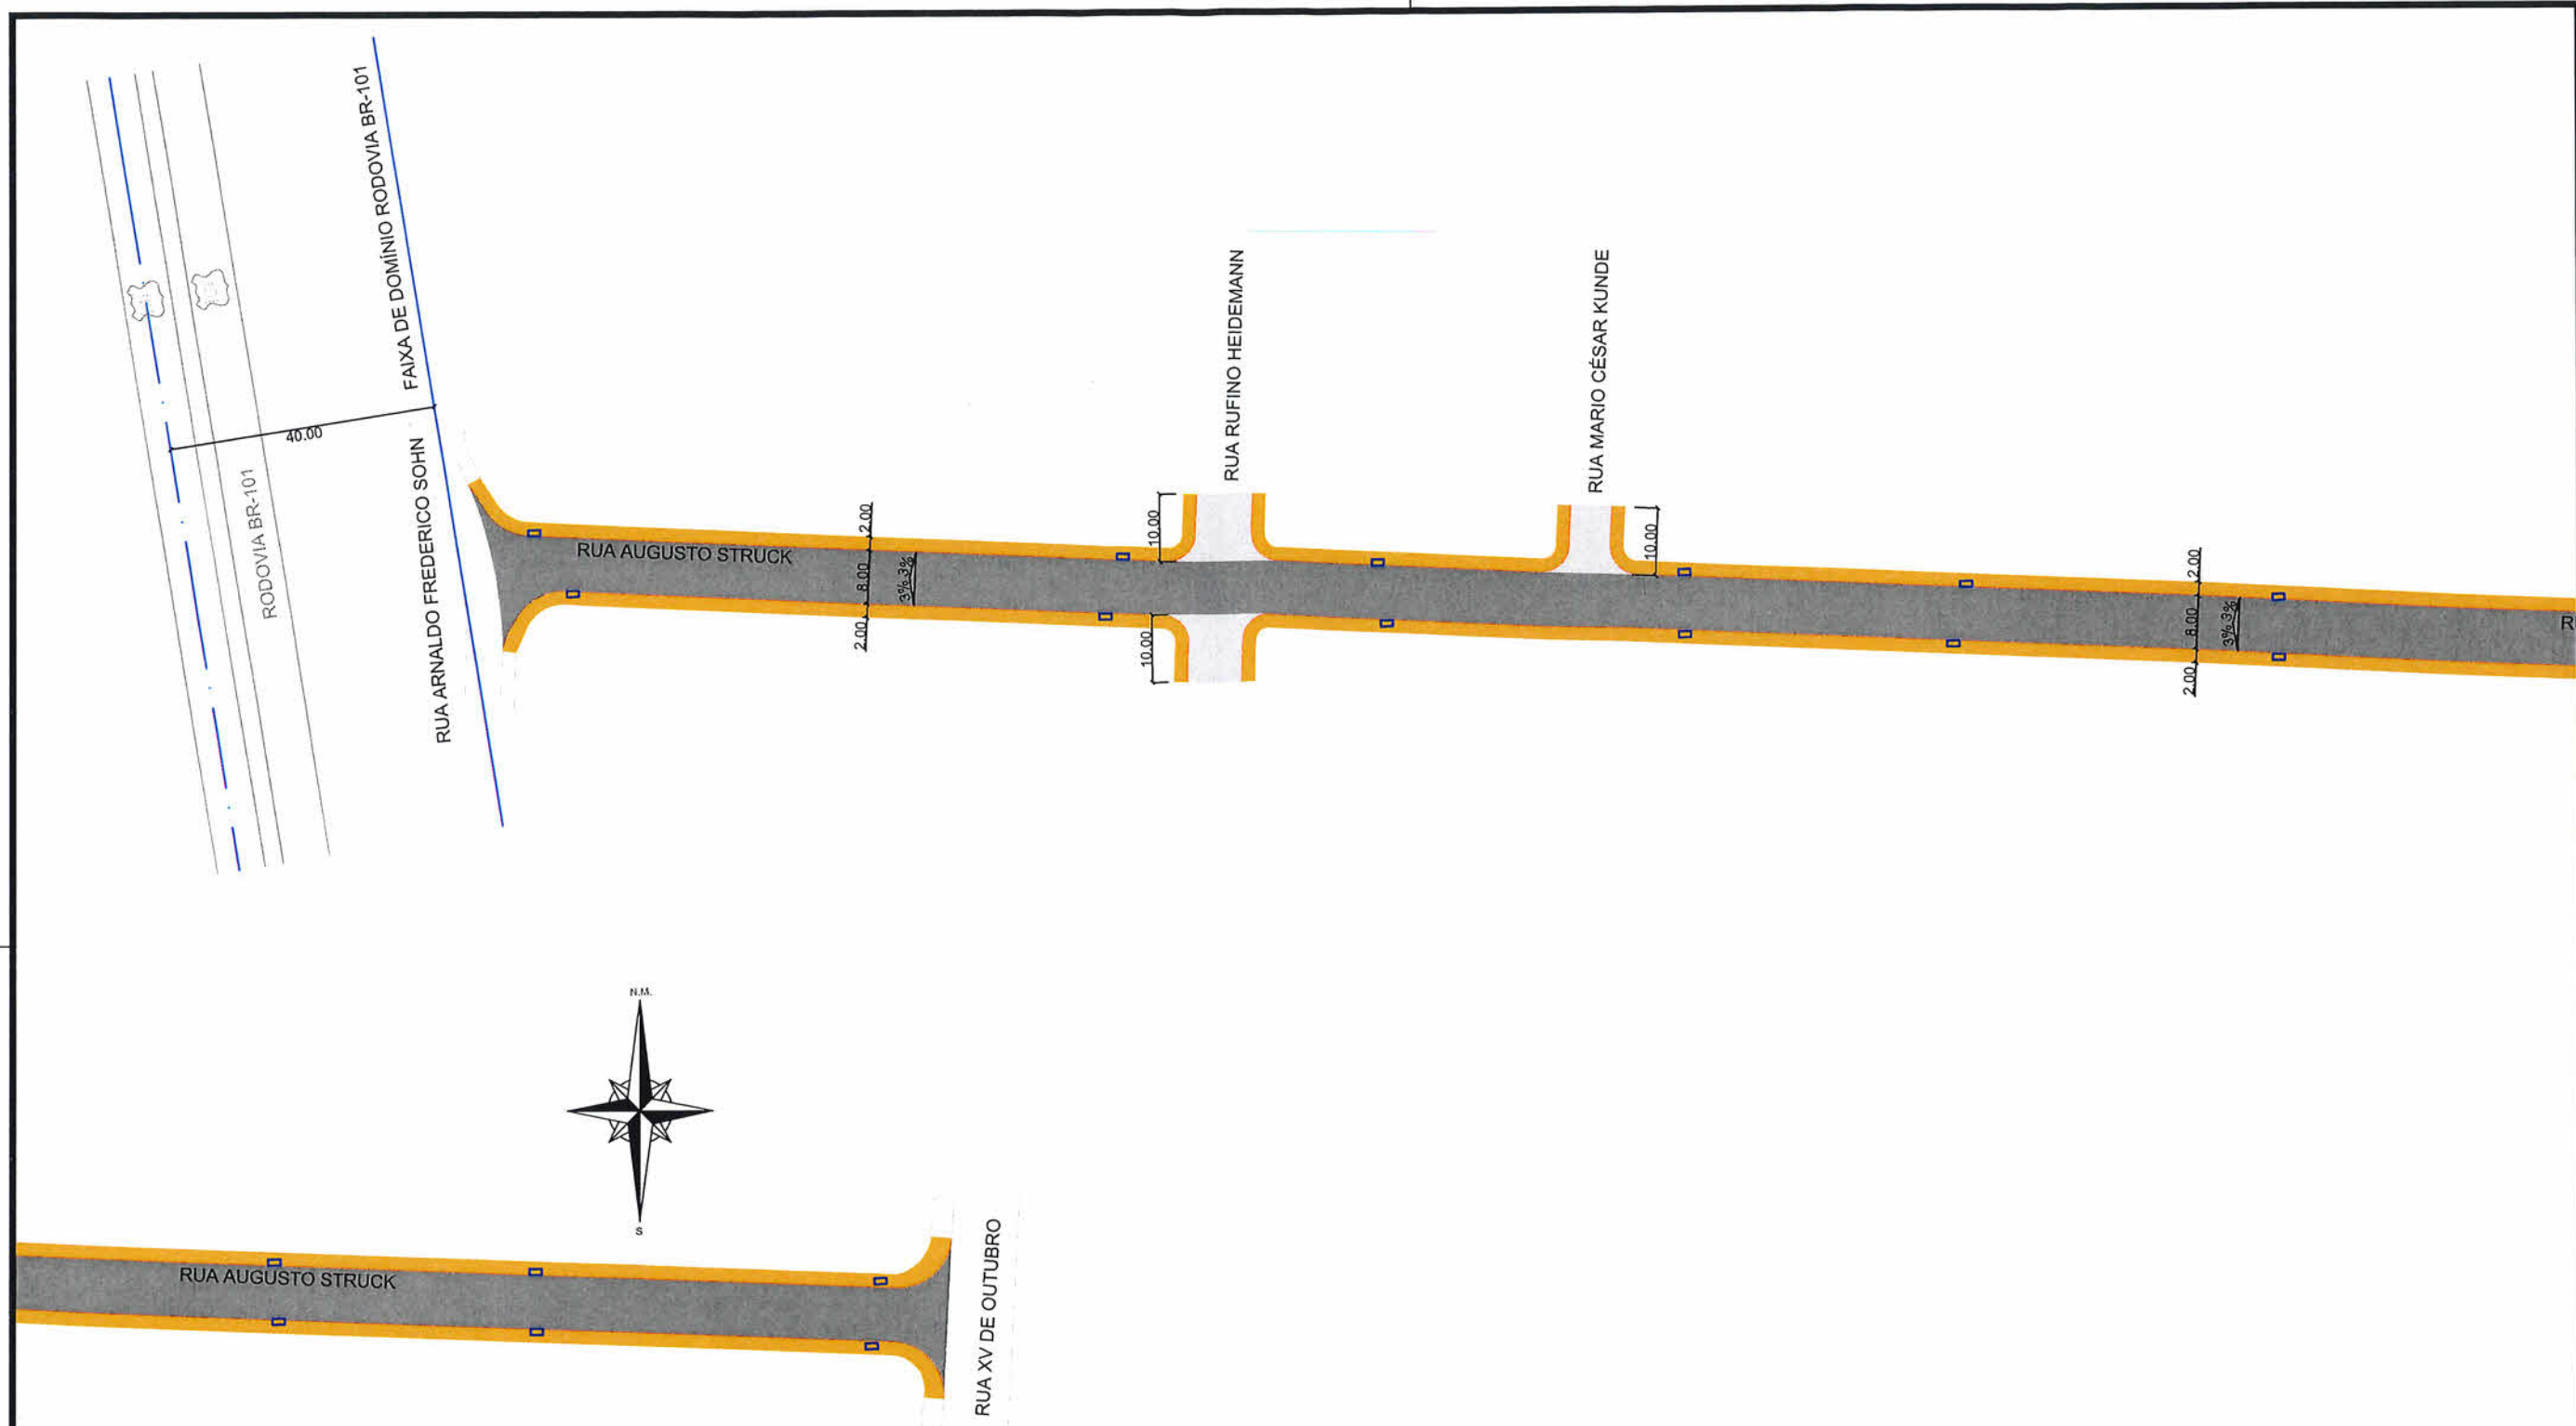 FAIXA DE DOMÍNIO RODOVIA BR-101
40.00
RODOVIA BR-101
RUA ARNALDO FREDERICO SOHN
RUA AUGUSTO STRUCK
2.00
8.00
2.00
3% 3%
10.00
10.00
RUA RUFINO HEIDEMANN
RUA MARIO CÉSAR KUNDE
10.00
2.00
8.00
2.00
3% 3%
R
N.M.
S
RUA AUGUSTO STRUCK
RUA XV DE OUTUBRO